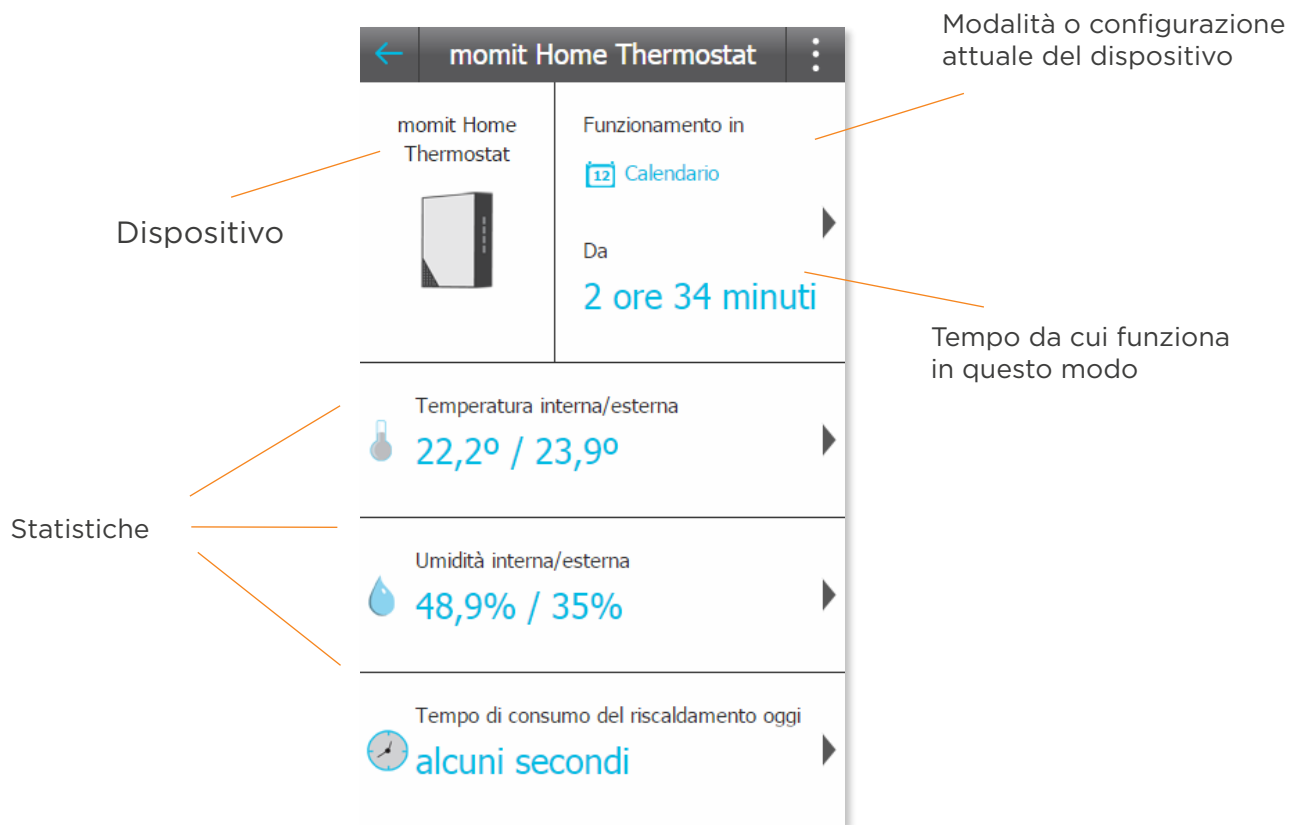 Modalità o configurazione
attuale del dispositivo
momit Home Thermostat
momit Home
Thermostat
Funzionamento in
12 Calendario
Dispositivo
Da
2 ore 34 minuti
Tempo da cui funziona
in questo modo
Temperatura interna/esterna
22,2º / 23,9º
Statistiche
Umidità interna/esterna
48,9% / 35%
Tempo di consumo del riscaldamento oggi
alcuni secondi